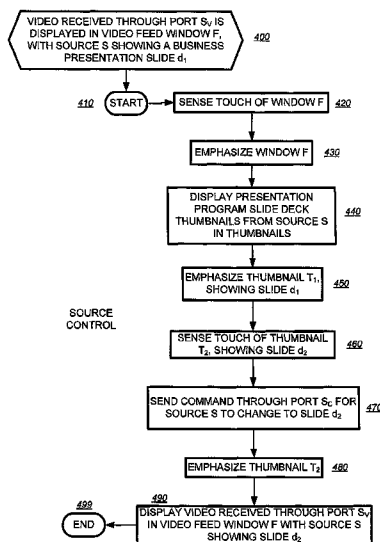 VIDEO RECEIVED THROUGH PORT SV IS
DISPLAYED IN VIDEO FEED WINDOW F,
WITH SOURCE S SHOWING A BUSINESS
PRESENTATION SLIDE d1
400
410
START
SENSE TOUCH OF WINDOW F
420
EMPHASIZE WINDOW F
430
DISPLAY PRESENTATION
PROGRAM SLIDE DECK
THUMBNAILS FROM SOURCE S
IN THUMBNAILS
440
EMPHASIZE THUMBNAIL T1,
SHOWING SLIDE d1
450
SOURCE
CONTROL
SENSE TOUCH OF THUMBNAIL
T2, SHOWING SLIDE d2
460
SEND COMMAND THROUGH PORT SC FOR
SOURCE S TO CHANGE TO SLIDE d2
470
EMPHASIZE THUMBNAIL T2
480
499
END
490
DISPLAY VIDEO RECEIVED THROUGH PORT SV
IN VIDEO FEED WINDOW F WITH SOURCE S
SHOWING SLIDE d2